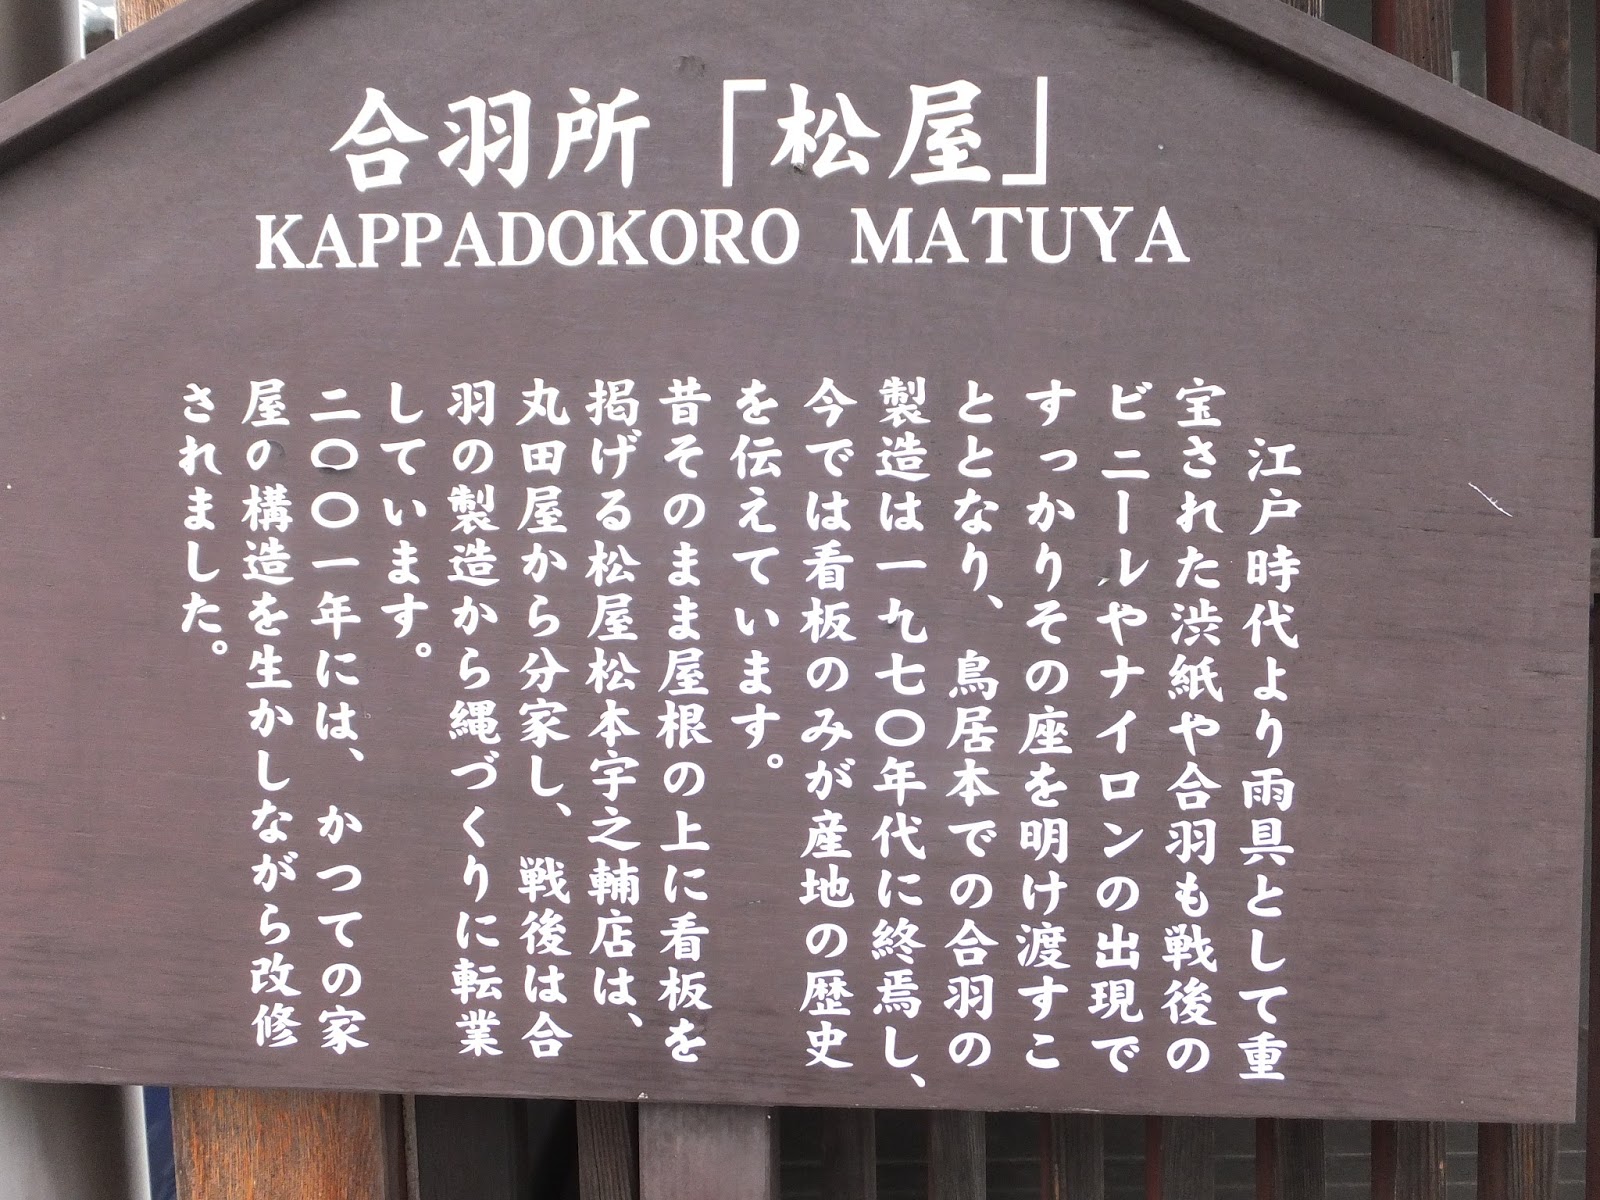 合羽所「松屋」
KAPPADOKORO MATUYA
江戸時代より雨具として重
宝された渋紙や合羽も戦後の
ビニールやナイロンの出現で
すっかりその座を明け渡すこ
ととなり、鳥居本での合羽の
製造は一九七〇年代に終焉し、
今では看板のみが産地の歴史
を伝えています。
昔そのまま屋根の上に看板を
掲げる松屋松本宇之輔店は、
丸田屋から分家し、戦後は合
羽の製造から縄づくりに転業
しています。
二〇〇一年には、かつての家
屋の構造を生かしながら改修
されました。